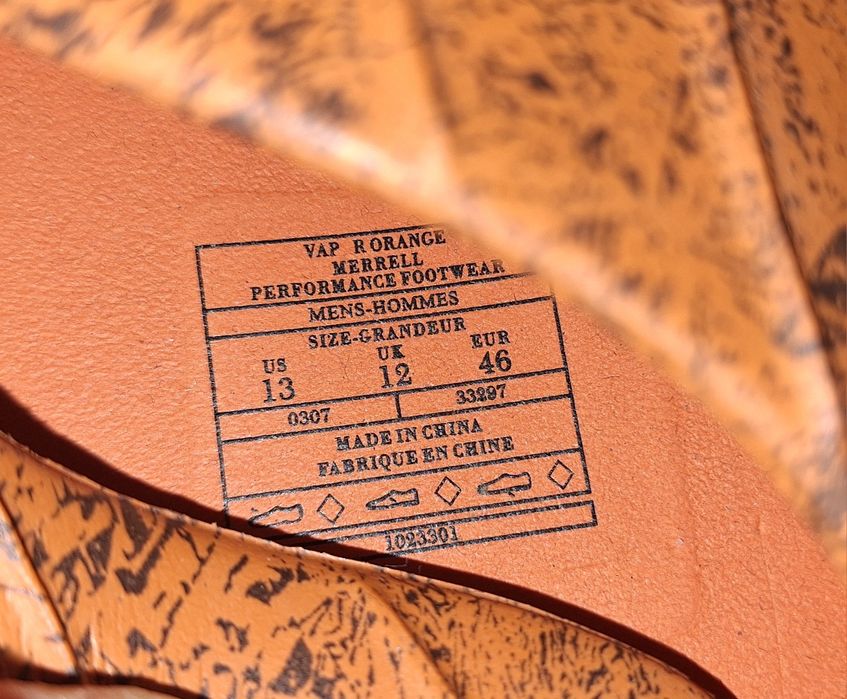 VAP R ORANGE
MERRELL
PERFORMANCE FOOTWEAR
MENS-HOMMES
SIZE-GRANDEUR
US UK EUR
13 12 46
0307 33297
MADE IN CHINA
FABRIQUE EN CHINE
1023301